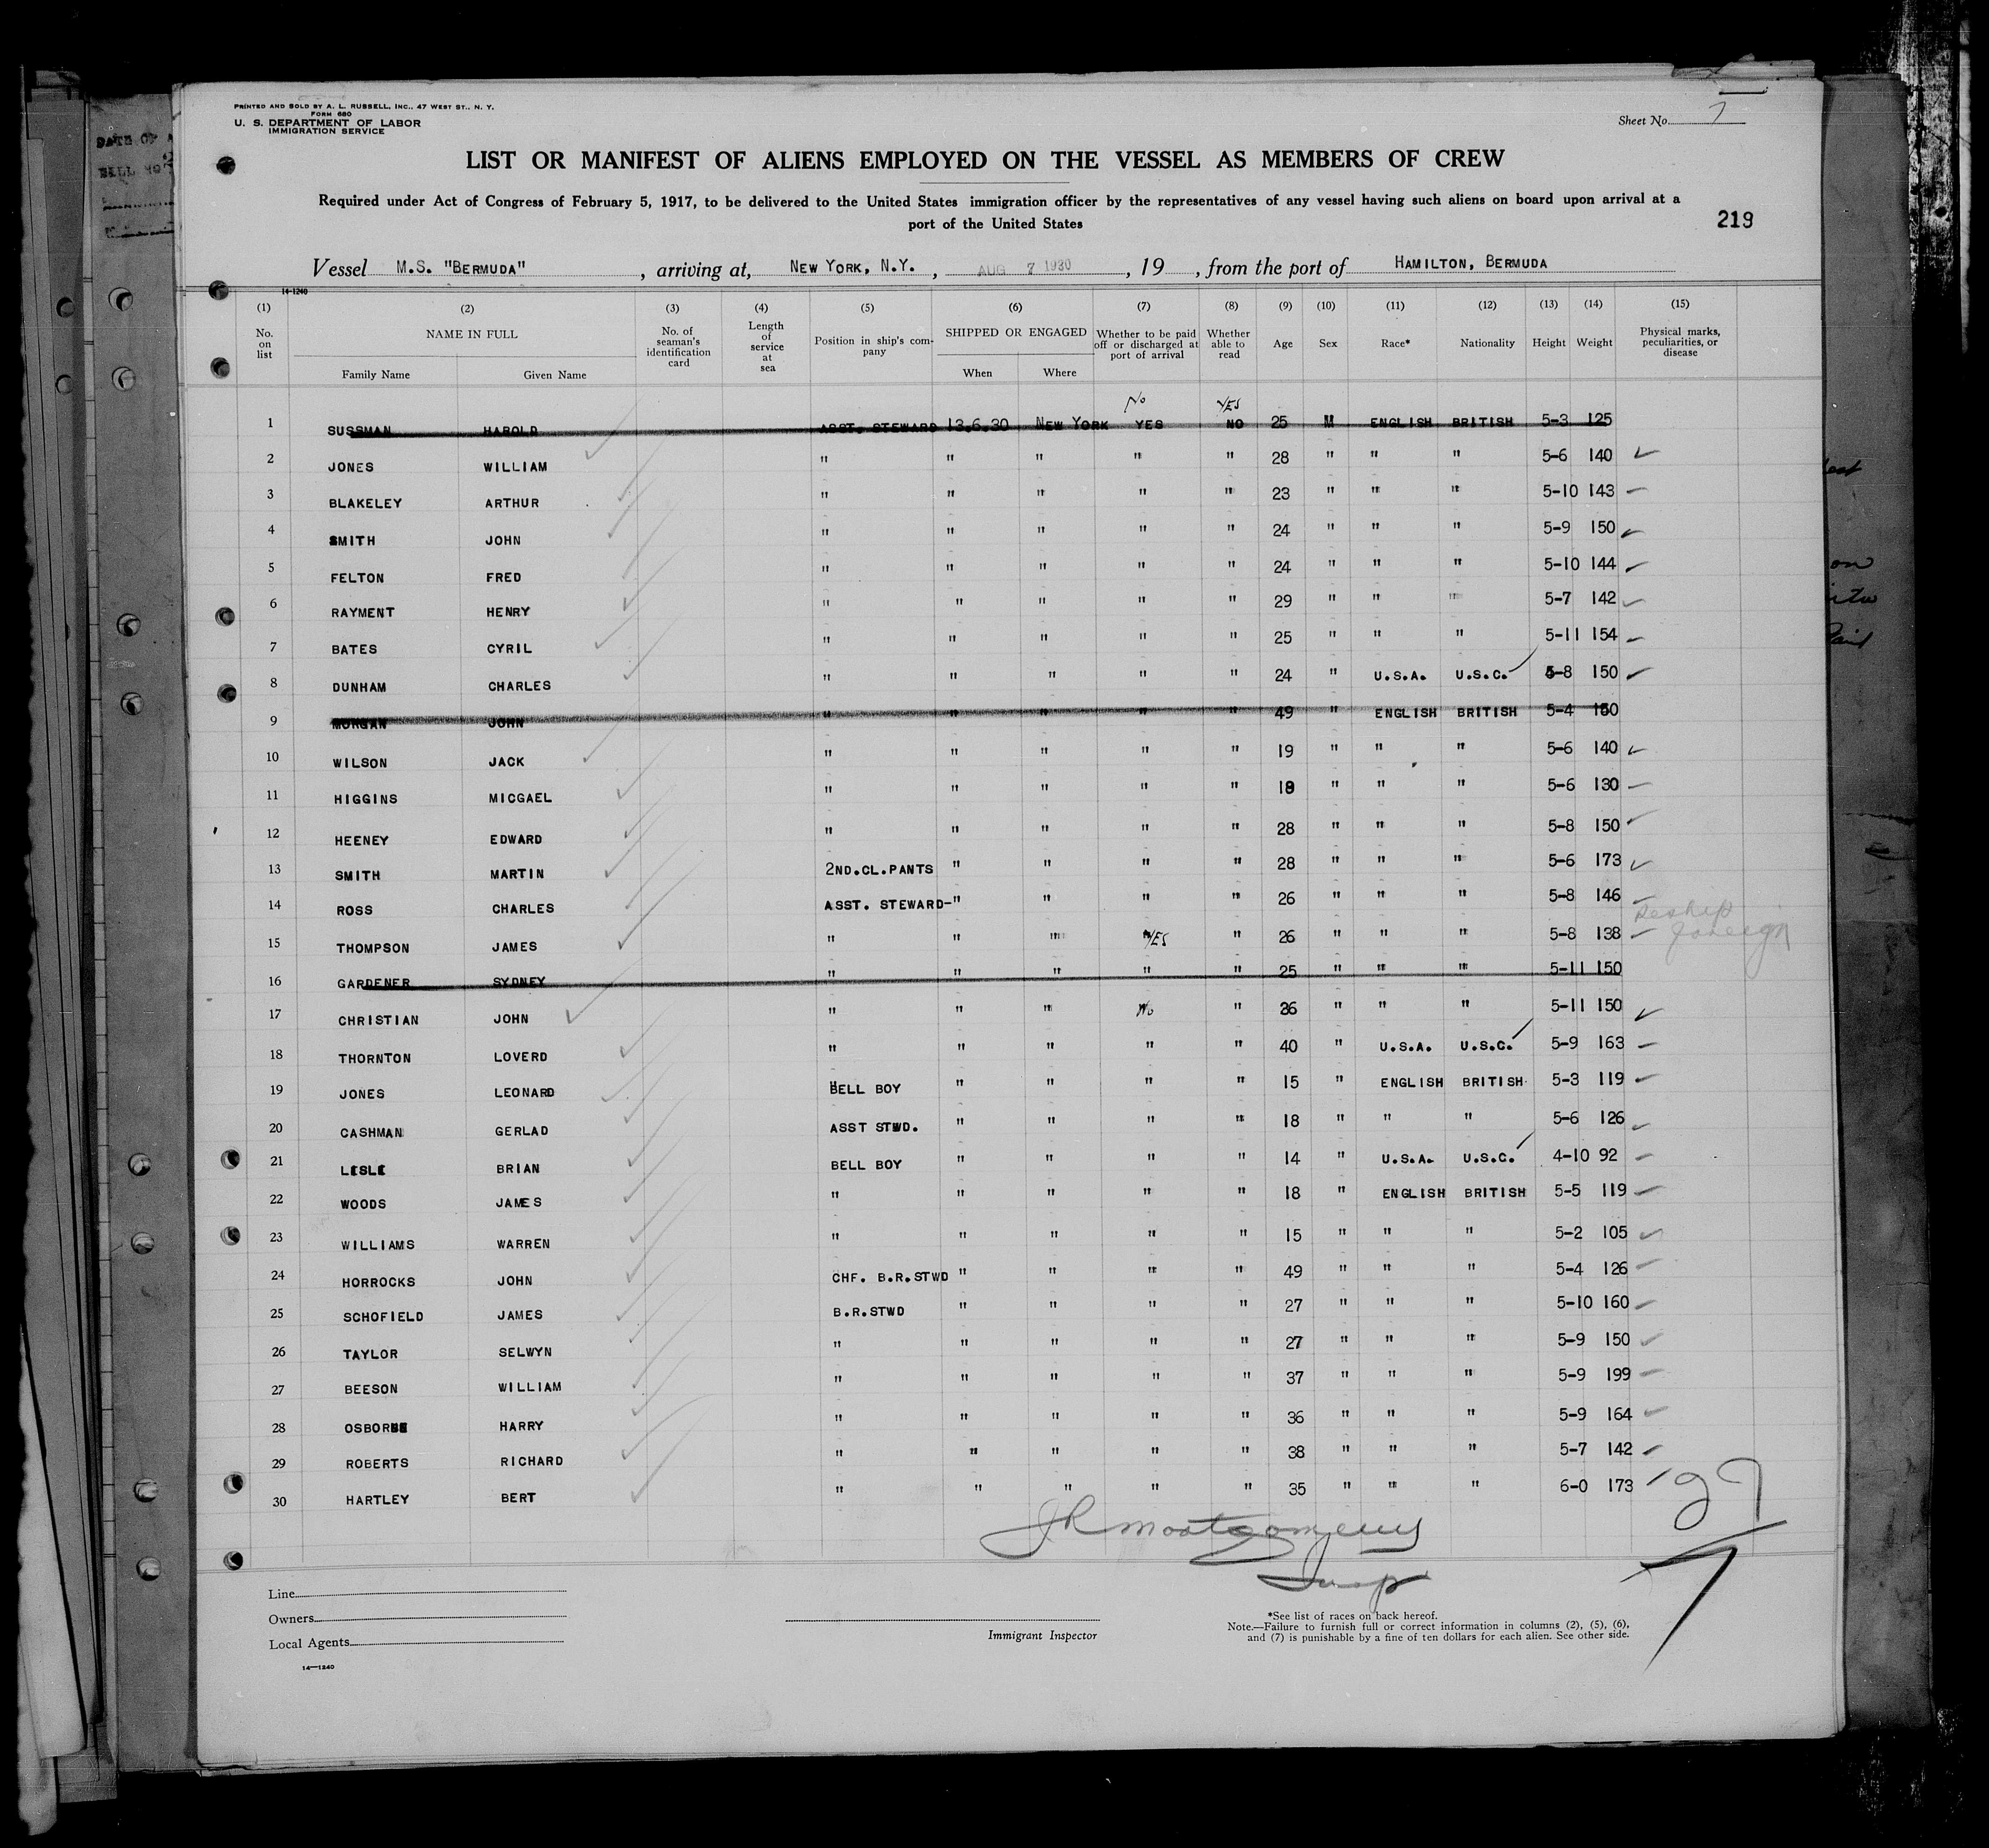 PRINTED AND SOLD BY A. L. RUSSELL, INC., 47 WEST ST., N. Y.
FORM 680
U. S. DEPARTMENT OF LABOR
IMMIGRATION SERVICE
Sheet No. 7
LIST OR MANIFEST OF ALIENS EMPLOYED ON THE VESSEL AS MEMBERS OF CREW
Required under Act of Congress of February 5, 1917, to be delivered to the United States immigration officer by the representatives of any vessel having such aliens on board upon arrival at a
port of the United States
219
Vessel M.S. "BERMUDA", arriving at, NEW YORK, N.Y., AUG 7 1930, 19, from the port of HAMILTON, BERMUDA
14-1240
(1) (2) (3) (4) (5) (6) (7) (8) (9) (10) (11) (12) (13) (14) (15)
No. on list NAME IN FULL Family Name Given Name No. of seaman's identification card Length of service at sea Position in ship's company SHIPPED OR ENGAGED When Where Whether to be paid off or discharged at port of arrival Whether able to read Age Sex Race* Nationality Height Weight Physical marks, peculiarities, or disease
No YES
1 SUSSMAN HAROLD ASST. STEWARD 13.6.30 NEW YORK YES NO 25 M ENGLISH BRITISH 5-3 125
2 JONES WILLIAM " " " " " 28 " " " 5-6 140
3 BLAKELEY ARTHUR " " " " " 23 " " " 5-10 143
4 SMITH JOHN " " " " " 24 " " " 5-9 150
5 FELTON FRED " " " " " 24 " " " 5-10 144
6 RAYMENT HENRY " " " " " 29 " " " 5-7 142
7 BATES CYRIL " " " " " 25 " " " 5-11 154
8 DUNHAM CHARLES " " " " " 24 " U.S.A. U.S.C. 5-8 150
9 MORGAN JOHN " " " " " 49 " ENGLISH BRITISH 5-4 150
10 WILSON JACK " " " " " 19 " " " 5-6 140
11 HIGGINS MICGAEL " " " " " 18 " " " 5-6 130
12 HEENEY EDWARD " " " " " 28 " " " 5-8 150
13 SMITH MARTIN 2ND.CL.PANTS " " " " 28 " " " 5-6 173
14 ROSS CHARLES ASST. STEWARD-" " " " 26 " " " 5-8 146
15 THOMPSON JAMES " " " YES " 26 " " " 5-8 138 Reship foreign
16 GARDENER SYDNEY " " " " " 25 " " " 5-11 150
17 CHRISTIAN JOHN " " " No " 26 " " " 5-11 150
18 THORNTON LOVERD " " " " " 40 " U.S.A. U.S.C. 5-9 163
19 JONES LEONARD BELL BOY " " " " 15 " ENGLISH BRITISH 5-3 119
20 CASHMAN GERLAD ASST STWD. " " " " 18 " " " 5-6 126
21 LESLE BRIAN BELL BOY " " " " 14 " U.S.A. U.S.C. 4-10 92
22 WOODS JAMES " " " " " 18 " ENGLISH BRITISH 5-5 119
23 WILLIAMS WARREN " " " " " 15 " " " 5-2 105
24 HORROCKS JOHN CHF. B.R.STWD " " " " 49 " " " 5-4 126
25 SCHOFIELD JAMES B.R.STWD " " " " 27 " " " 5-10 160
26 TAYLOR SELWYN " " " " " 27 " " " 5-9 150
27 BEESON WILLIAM " " " " " 37 " " " 5-9 199
28 OSBORNE HARRY " " " " " 36 " " " 5-9 164
29 ROBERTS RICHARD " " " " " 38 " " " 5-7 142
30 HARTLEY BERT " " " " " 35 " " " 6-0 173
27
JR Montgomery
Insp
7
Line
Owners
Local Agents
Immigrant Inspector
*See list of races on back hereof.
Note.—Failure to furnish full or correct information in columns (2), (5), (6),
and (7) is punishable by a fine of ten dollars for each alien. See other side.
14-1240